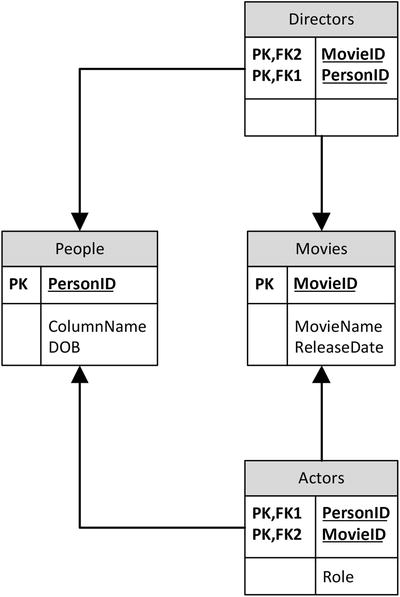 Directors
PK,FK2 MovieID
PK,FK1 PersonID
People
PK PersonID
ColumnName
DOB
Movies
PK MovieID
MovieName
ReleaseDate
Actors
PK,FK1 PersonID
PK,FK2 MovieID
Role